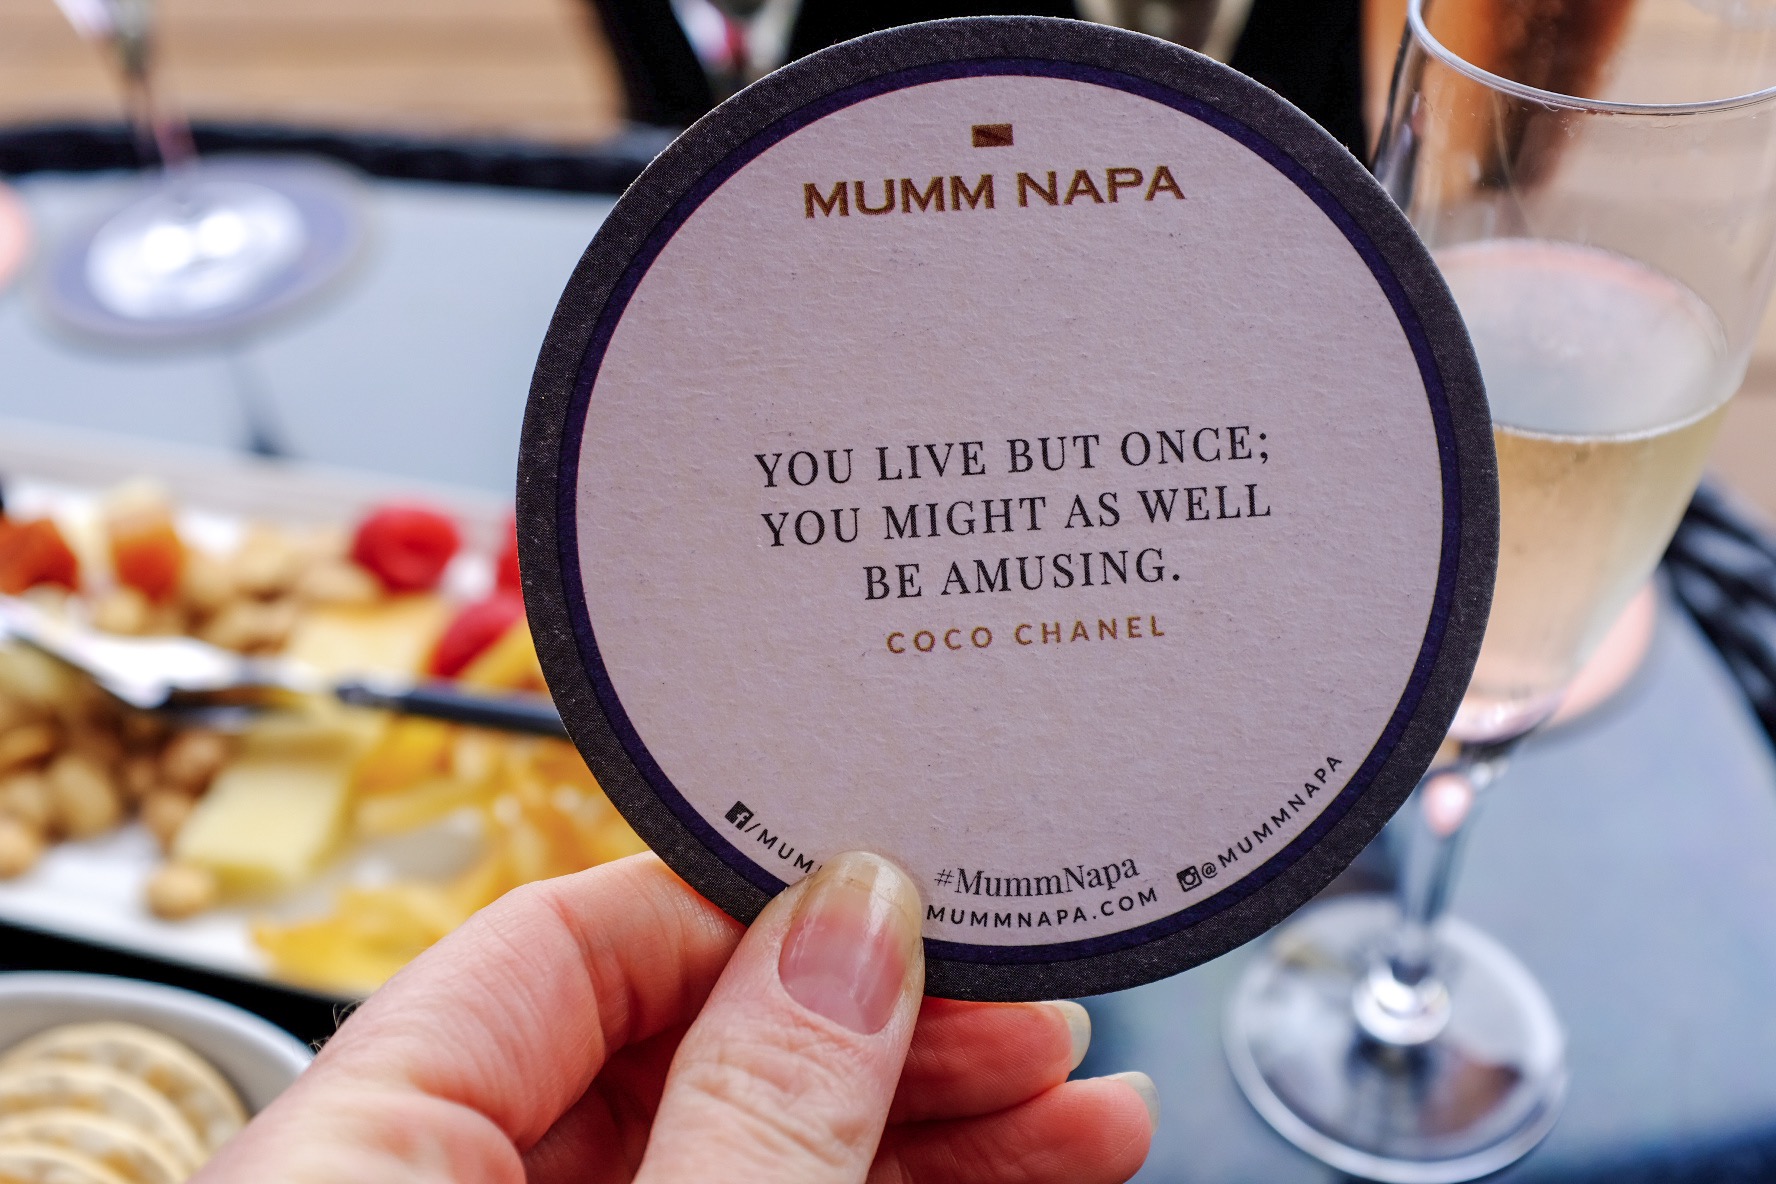 MUMM NAPA
YOU LIVE BUT ONCE;
YOU MIGHT AS WELL
BE AMUSING.
COCO CHANEL
#MummNapa
@MUMMNAPA
MUMMNAPA.COM